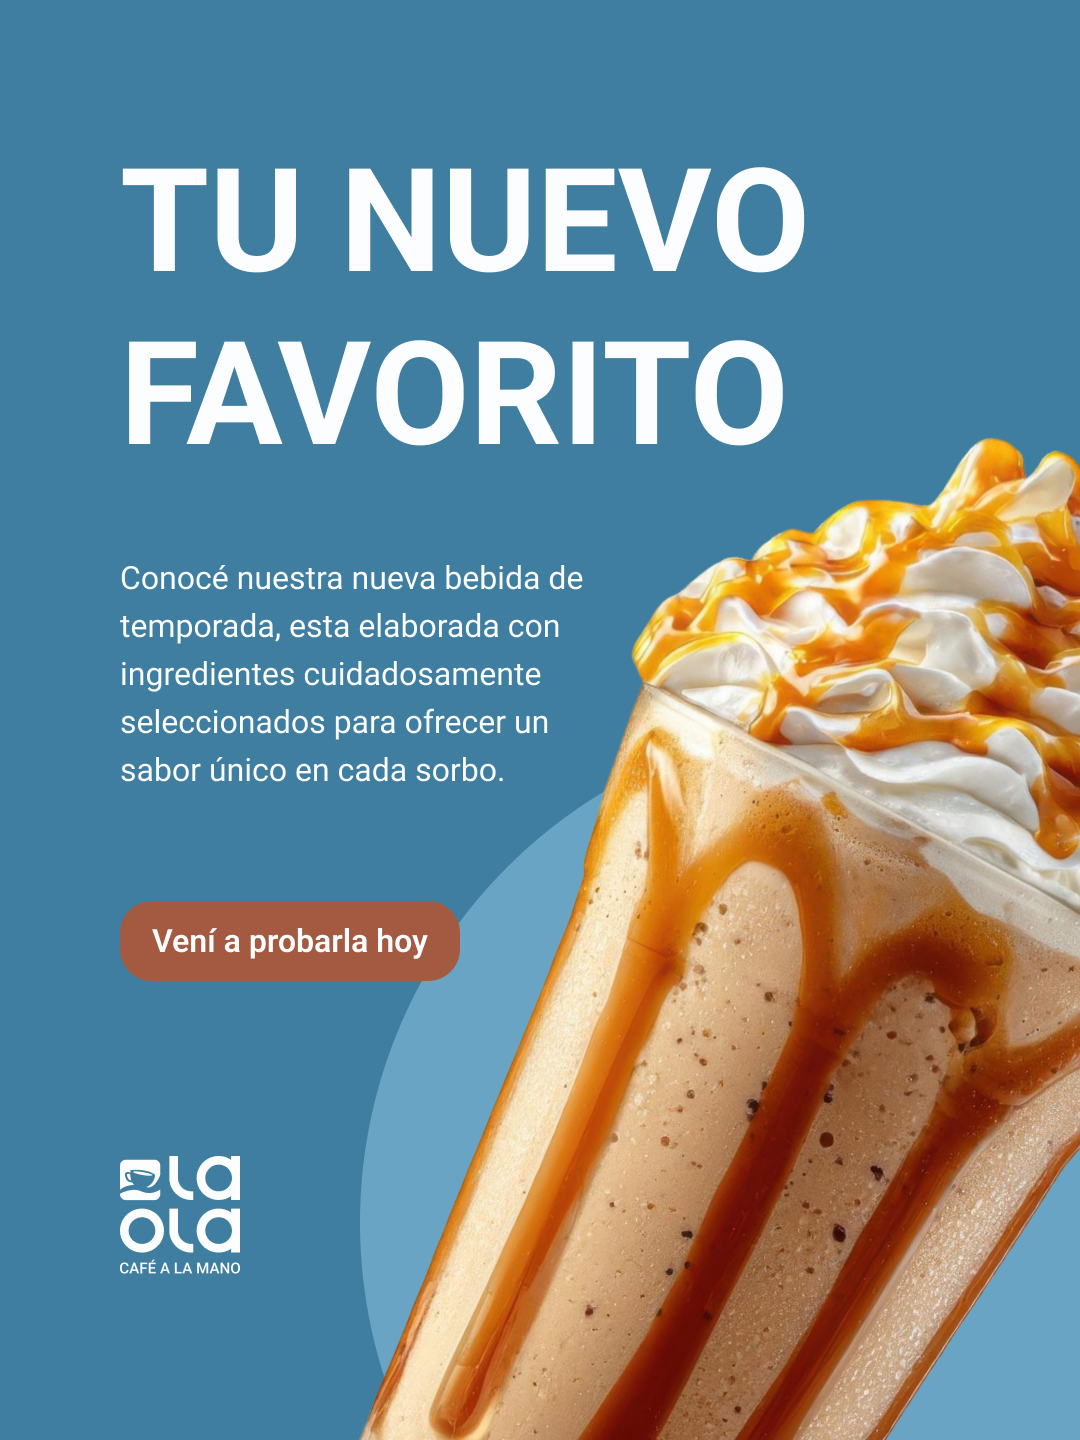 TU NUEVO
FAVORITO
Conocé nuestra nueva bebida de
temporada, esta elaborada con
ingredientes cuidadosamente
seleccionados para ofrecer un
sabor único en cada sorbo.
Vení a probarla hoy
La
OLa
CAFÉ A LA MANO